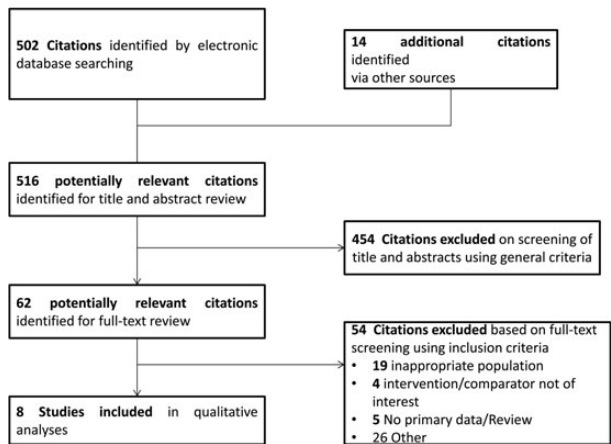 502 Citations identified by electronic
database searching
14 additional citations
identified
via other sources
516 potentially relevant citations
identified for title and abstract review
454 Citations excluded on screening of
title and abstracts using general criteria
62 potentially relevant citations
identified for full-text review
54 Citations excluded based on full-text
screening using inclusion criteria
• 19 inappropriate population
• 4 intervention/comparator not of
interest
• 5 No primary data/Review
• 26 Other
8 Studies included in qualitative
analyses